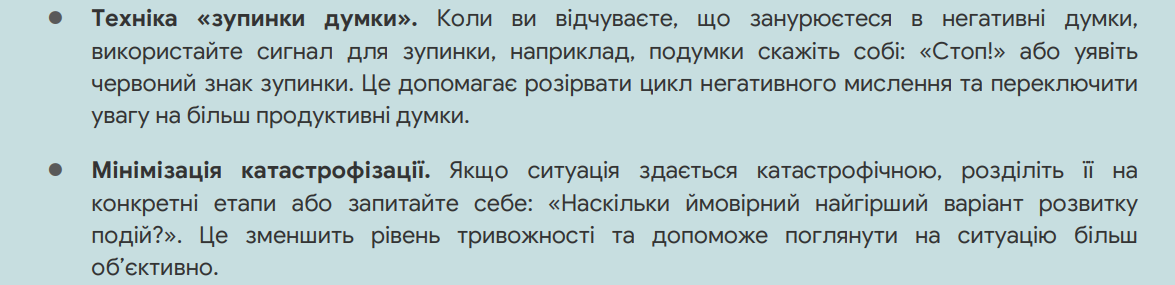 ● Техніка «зупинки думки». Коли ви відчуваєте, що занурюєтеся в негативні думки,
використайте сигнал для зупинки, наприклад, подумки скажіть собі: «Стоп!» або уявіть
червоний знак зупинки. Це допомагає розірвати цикл негативного мислення та переключити
увагу на більш продуктивні думки.
● Мінімізація катастрофізації. Якщо ситуація здається катастрофічною, розділіть її на
конкретні етапи або запитайте себе: «Наскільки ймовірний найгірший варіант розвитку
подій?». Це зменшить рівень тривожності та допоможе поглянути на ситуацію більш
об’єктивно.